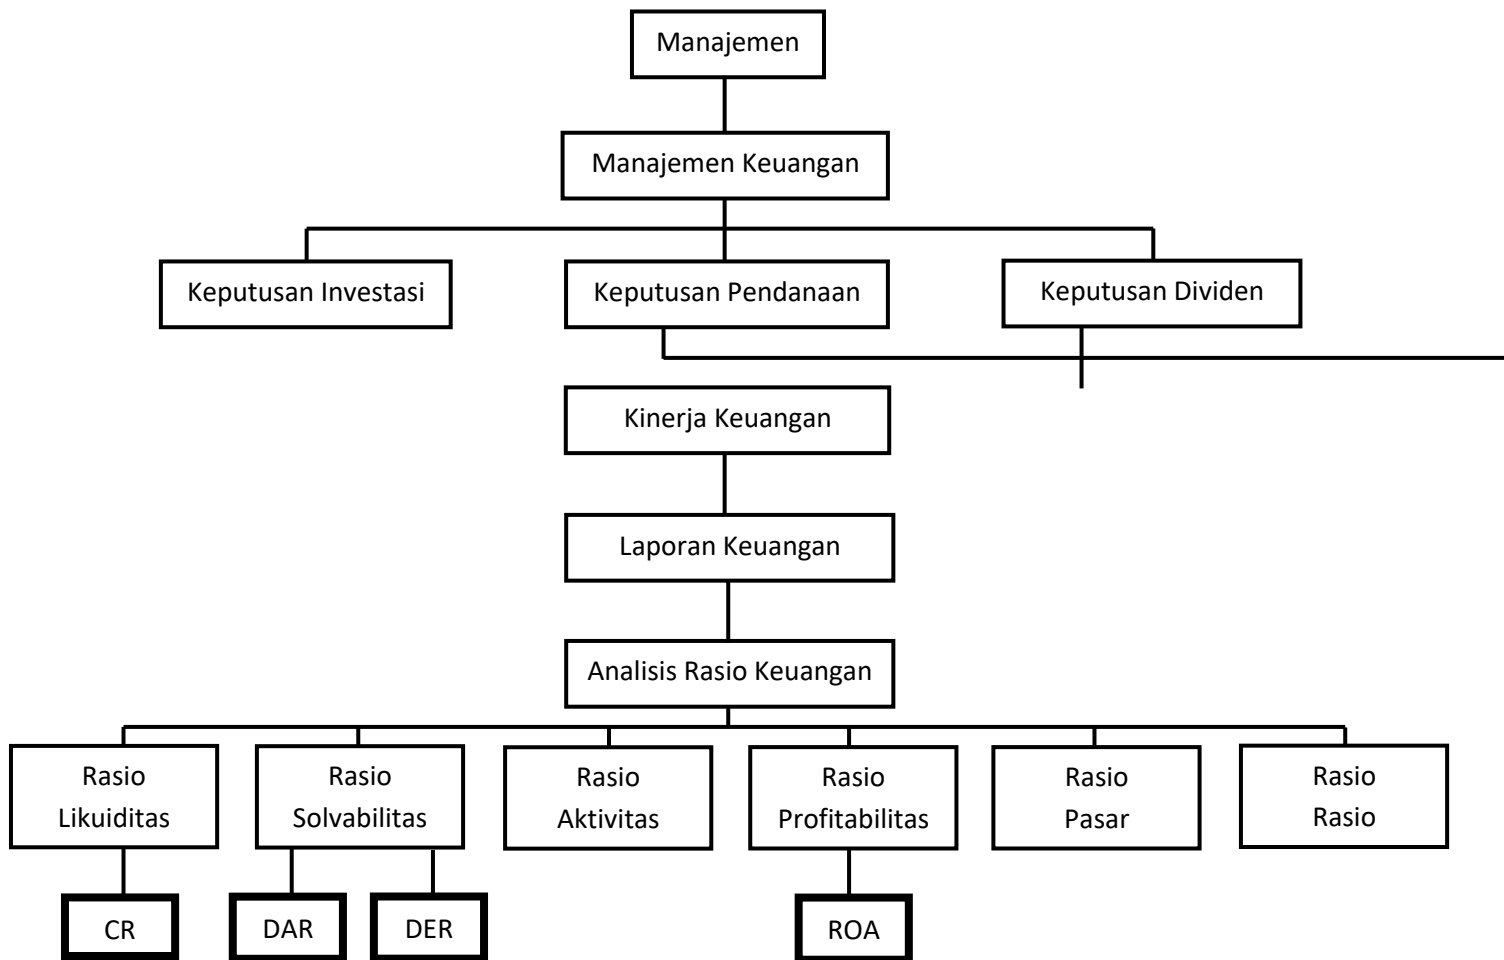 Manajemen
Manajemen Keuangan
Keputusan Investasi
Keputusan Pendanaan
Keputusan Dividen
Kinerja Keuangan
Laporan Keuangan
Analisis Rasio Keuangan
Rasio
Likuiditas
Rasio
Solvabilitas
Rasio
Aktivitas
Rasio
Profitabilitas
Rasio
Pasar
Rasio
Rasio
CR
DAR
DER
ROA